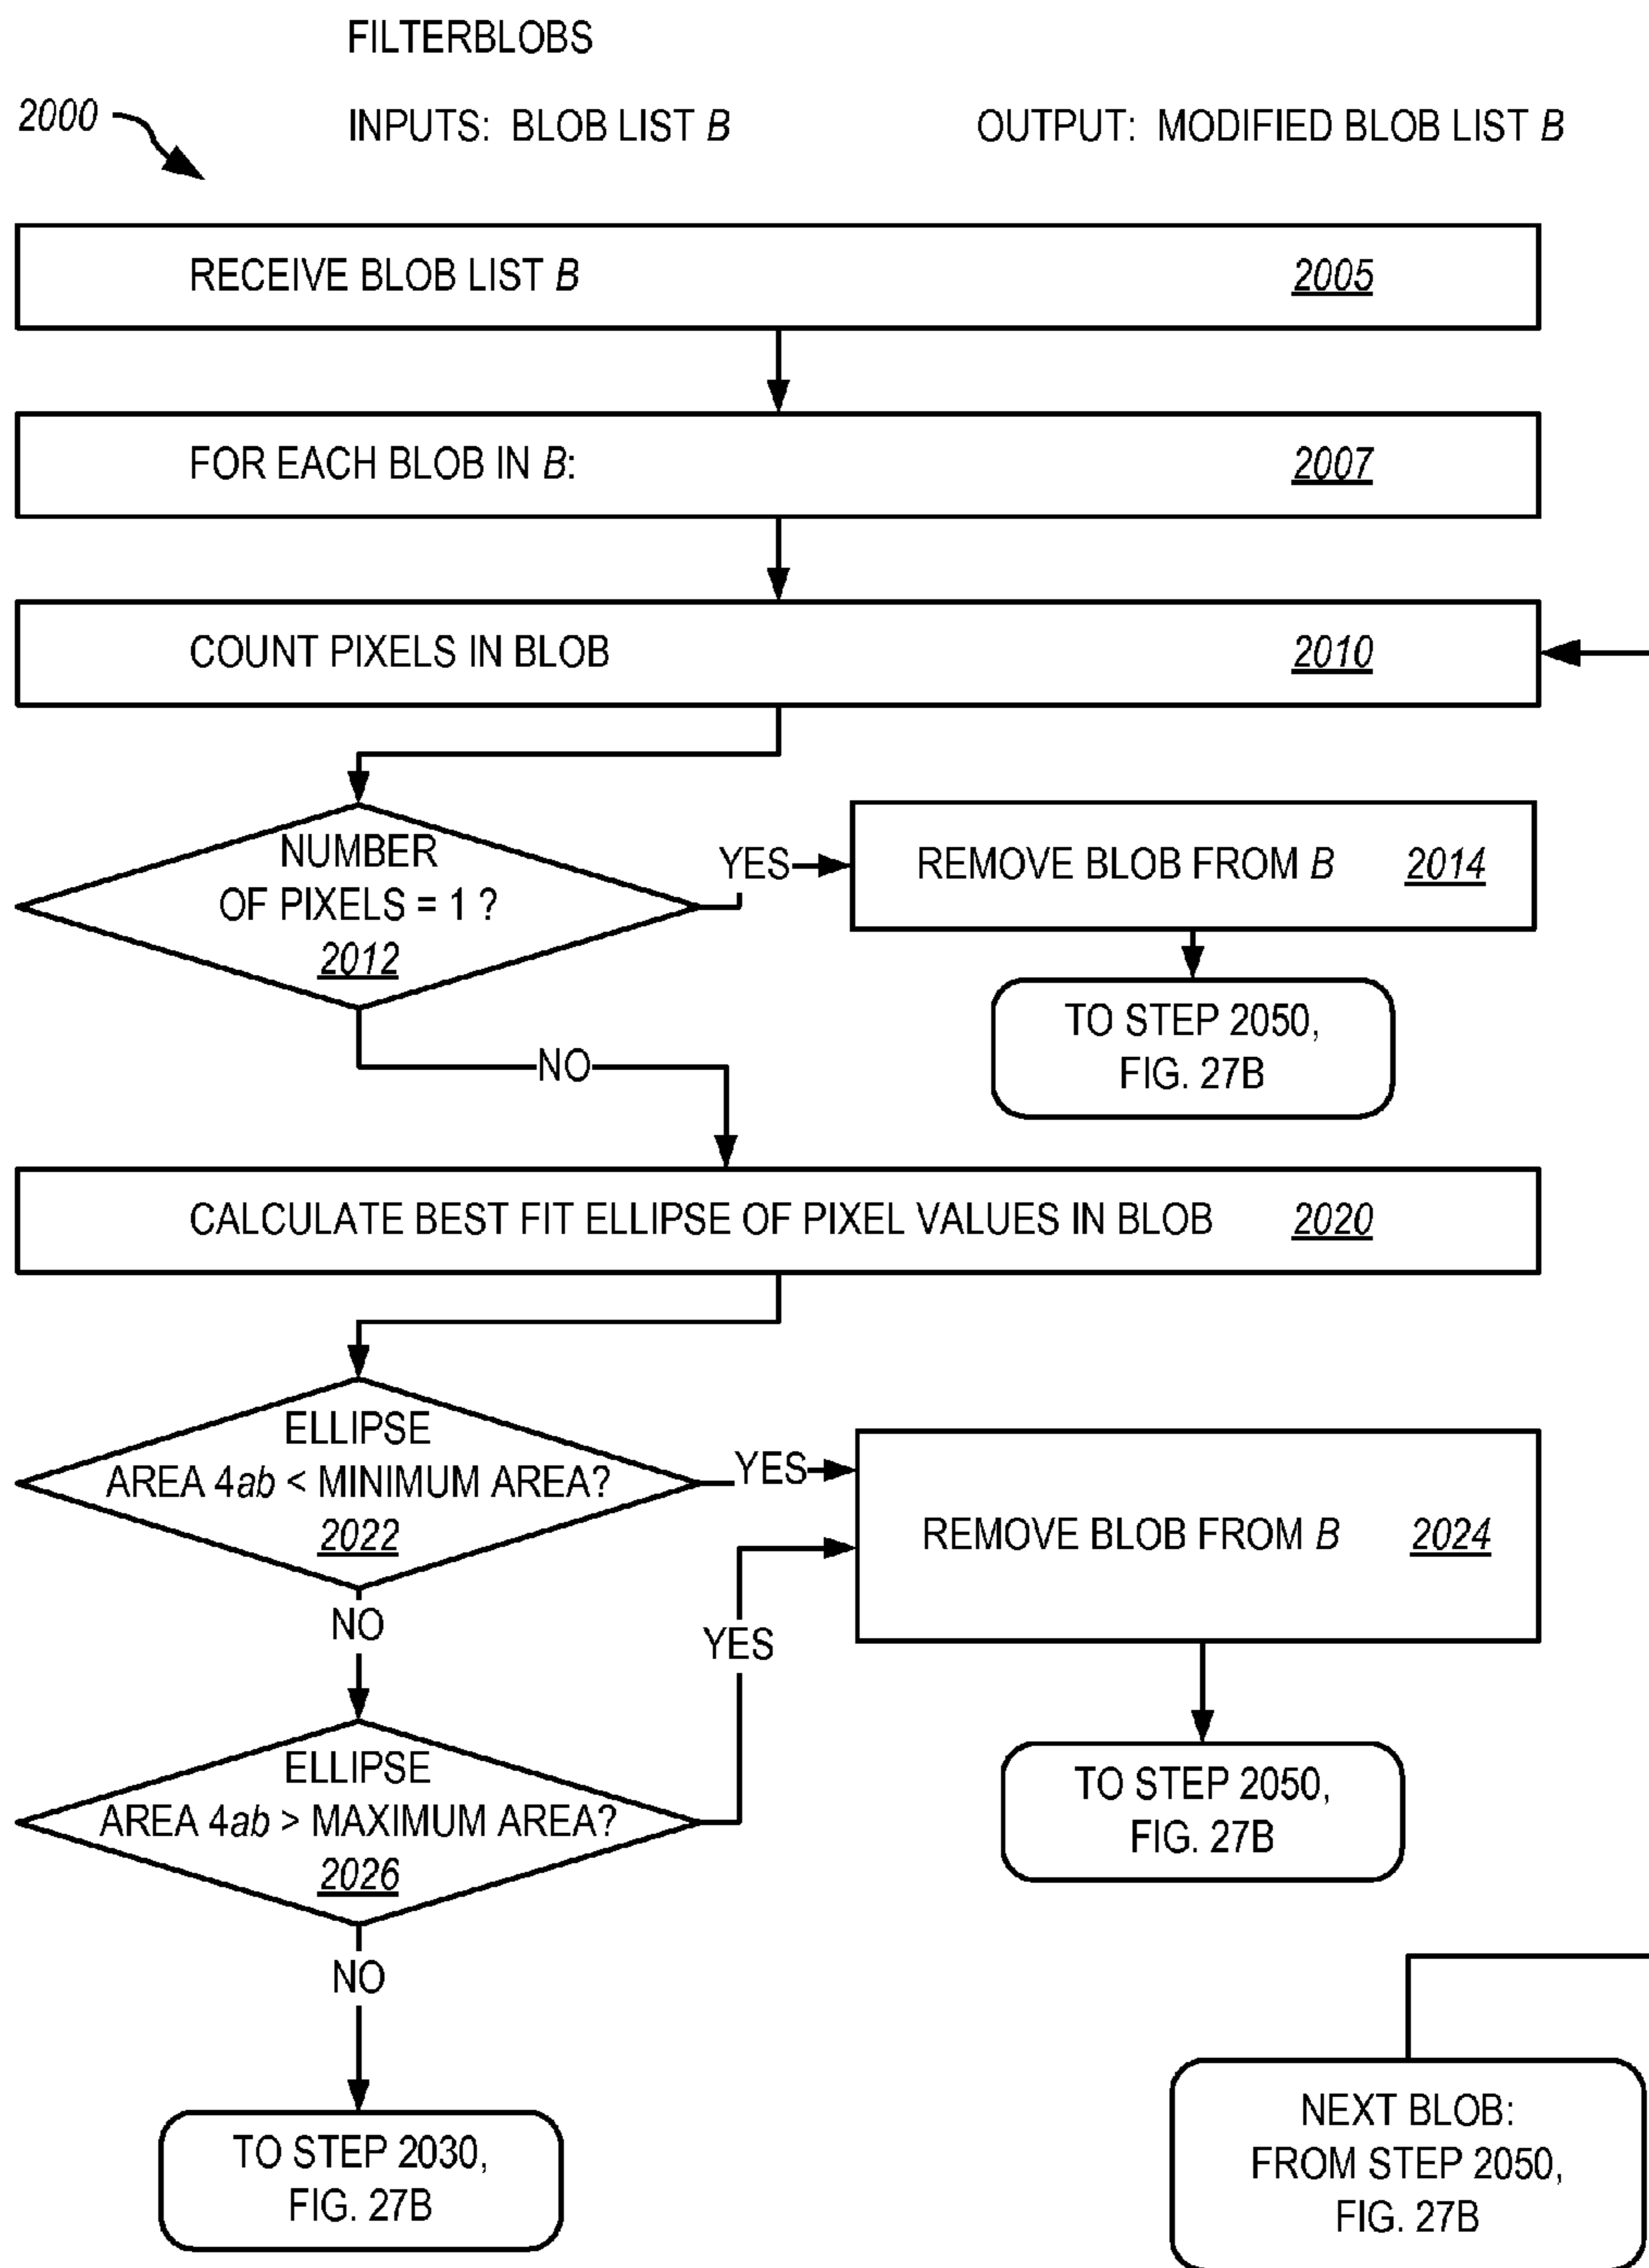 FILTERBLOBS
2000
INPUTS: BLOB LIST B
OUTPUT: MODIFIED BLOB LIST B
RECEIVE BLOB LIST B 2005
FOR EACH BLOB IN B: 2007
COUNT PIXELS IN BLOB 2010
NUMBER
OF PIXELS = 1 ?
2012
YES
REMOVE BLOB FROM B 2014
TO STEP 2050,
FIG. 27B
NO
CALCULATE BEST FIT ELLIPSE OF PIXEL VALUES IN BLOB 2020
ELLIPSE
AREA 4ab < MINIMUM AREA?
2022
YES
REMOVE BLOB FROM B 2024
NO
YES
ELLIPSE
AREA 4ab > MAXIMUM AREA?
2026
TO STEP 2050,
FIG. 27B
NO
TO STEP 2030,
FIG. 27B
NEXT BLOB:
FROM STEP 2050,
FIG. 27B